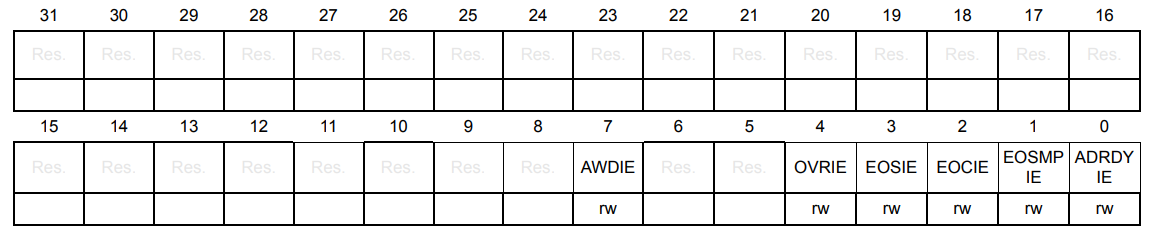 31 30 29 28 27 26 25 24 23 22 21 20 19 18 17 16
Res. Res. Res. Res. Res. Res. Res. Res. Res. Res. Res. Res. Res. Res. Res. Res.
15 14 13 12 11 10 9 8 7 6 5 4 3 2 1 0
Res. Res. Res. Res. Res. Res. Res. Res. AWDIE Res. Res. OVRIE EOSIE EOCIE EOSMP IE ADRDY IE
rw rw rw rw rw rw